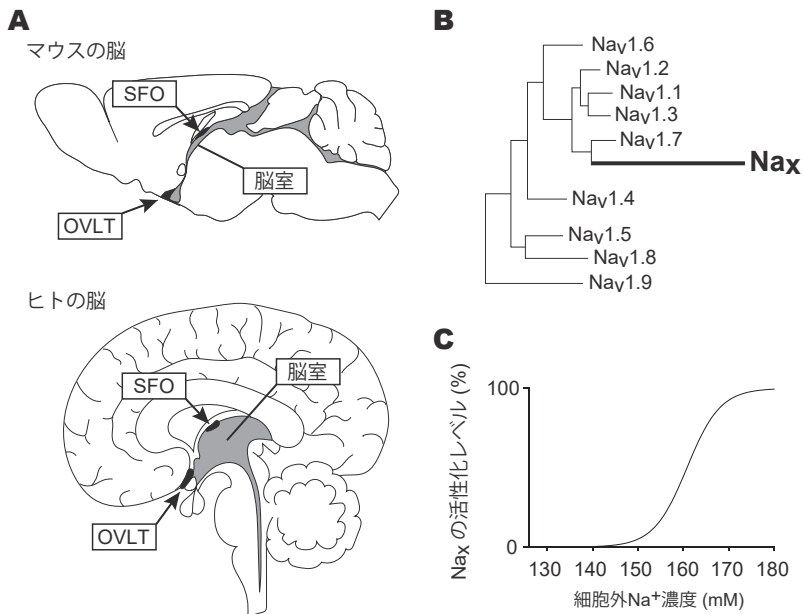 A
マウスの脳
SFO
脳室
OVLT
ヒトの脳
SFO
脳室
OVLT
B
NaV1.6
NaV1.2
NaV1.1
NaV1.3
NaV1.7
Nax
NaV1.4
NaV1.5
NaV1.8
NaV1.9
C
Naxの活性化レベル (%)
100
0
130 140 150 160 170 180
細胞外Na⁺濃度 (mM)